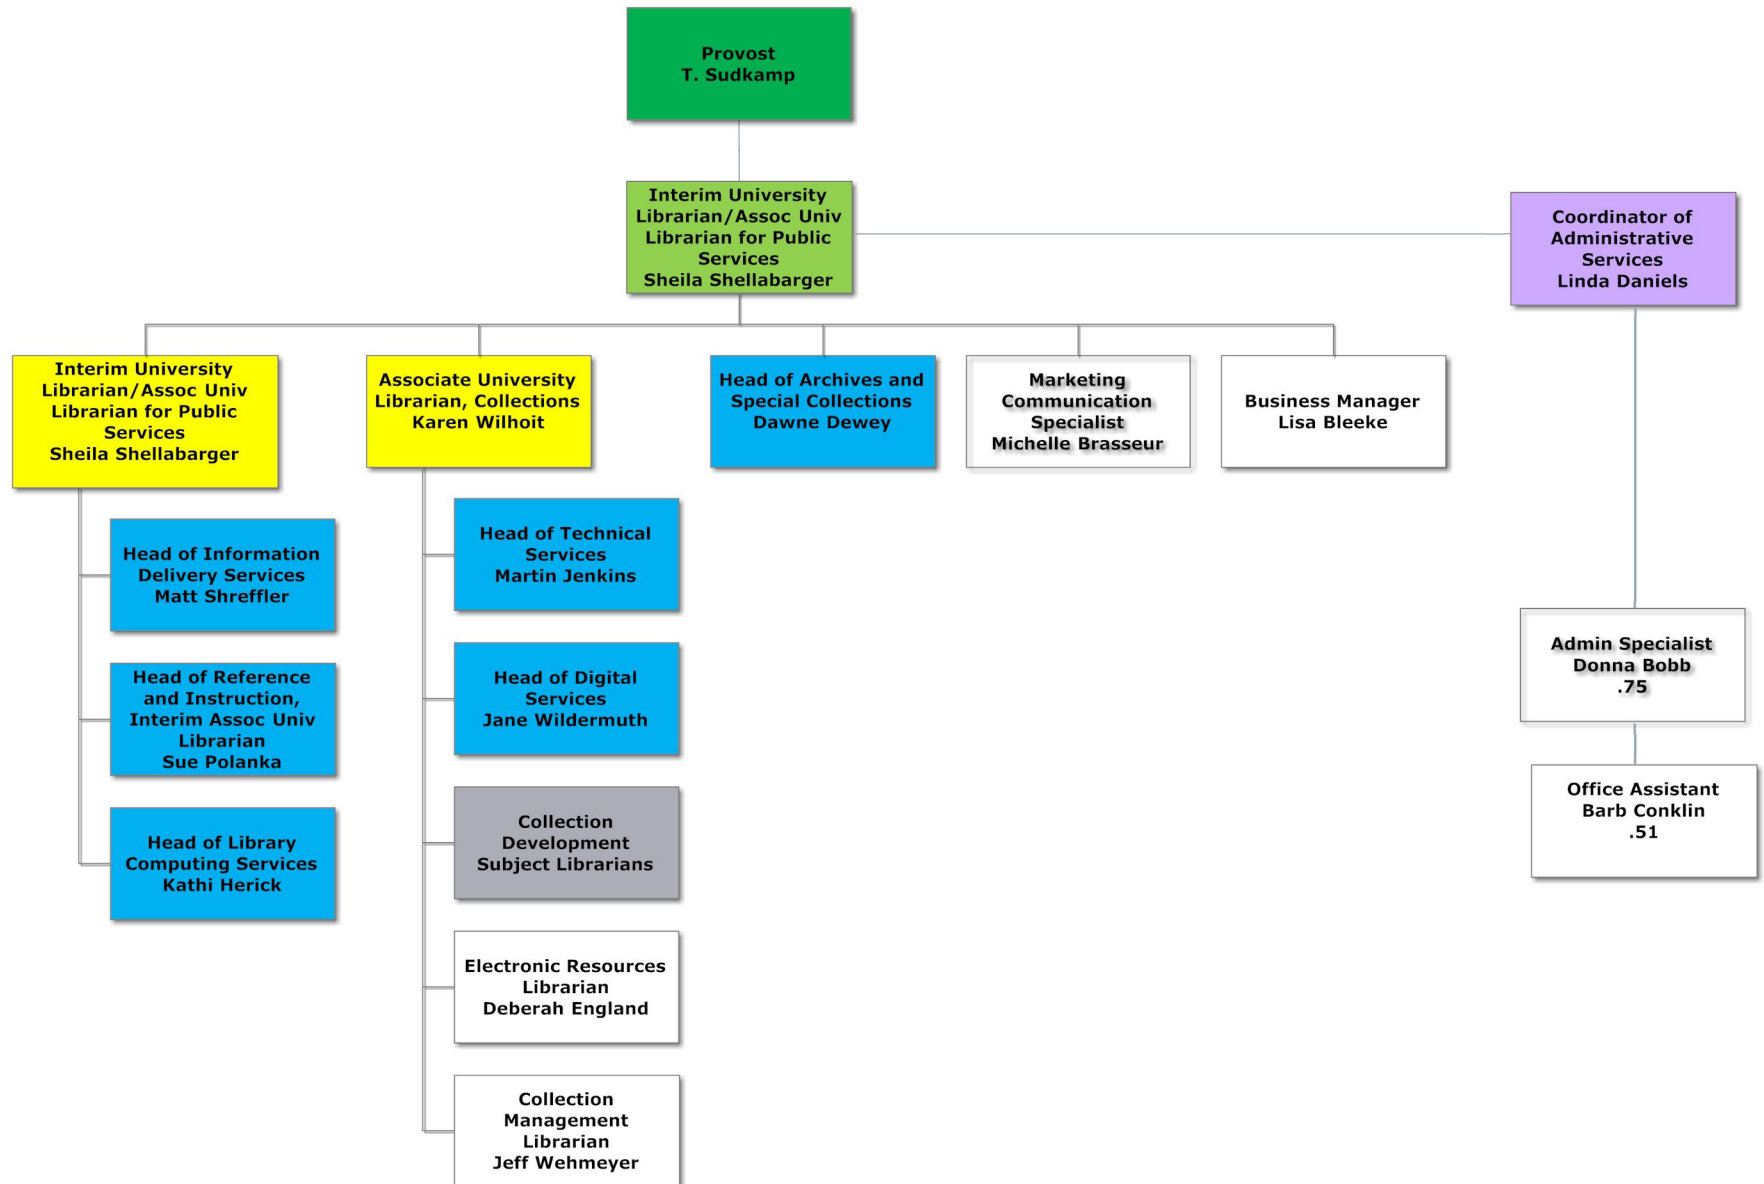 Provost
T. Sudkamp
Interim University
Librarian/Assoc Univ
Librarian for Public
Services
Sheila Shellabarger
Coordinator of
Administrative
Services
Linda Daniels
Interim University
Librarian/Assoc Univ
Librarian for Public
Services
Sheila Shellabarger
Associate University
Librarian, Collections
Karen Wilhoit
Head of Archives and
Special Collections
Dawne Dewey
Marketing
Communication
Specialist
Michelle Brasseur
Business Manager
Lisa Bleeke
Head of Information
Delivery Services
Matt Shreffler
Head of Reference
and Instruction,
Interim Assoc Univ
Librarian
Sue Polanka
Head of Library
Computing Services
Kathi Herick
Head of Technical
Services
Martin Jenkins
Head of Digital
Services
Jane Wildermuth
Collection
Development
Subject Librarians
Electronic Resources
Librarian
Deberah England
Collection
Management
Librarian
Jeff Wehmeyer
Admin Specialist
Donna Bobb
.75
Office Assistant
Barb Conklin
.51